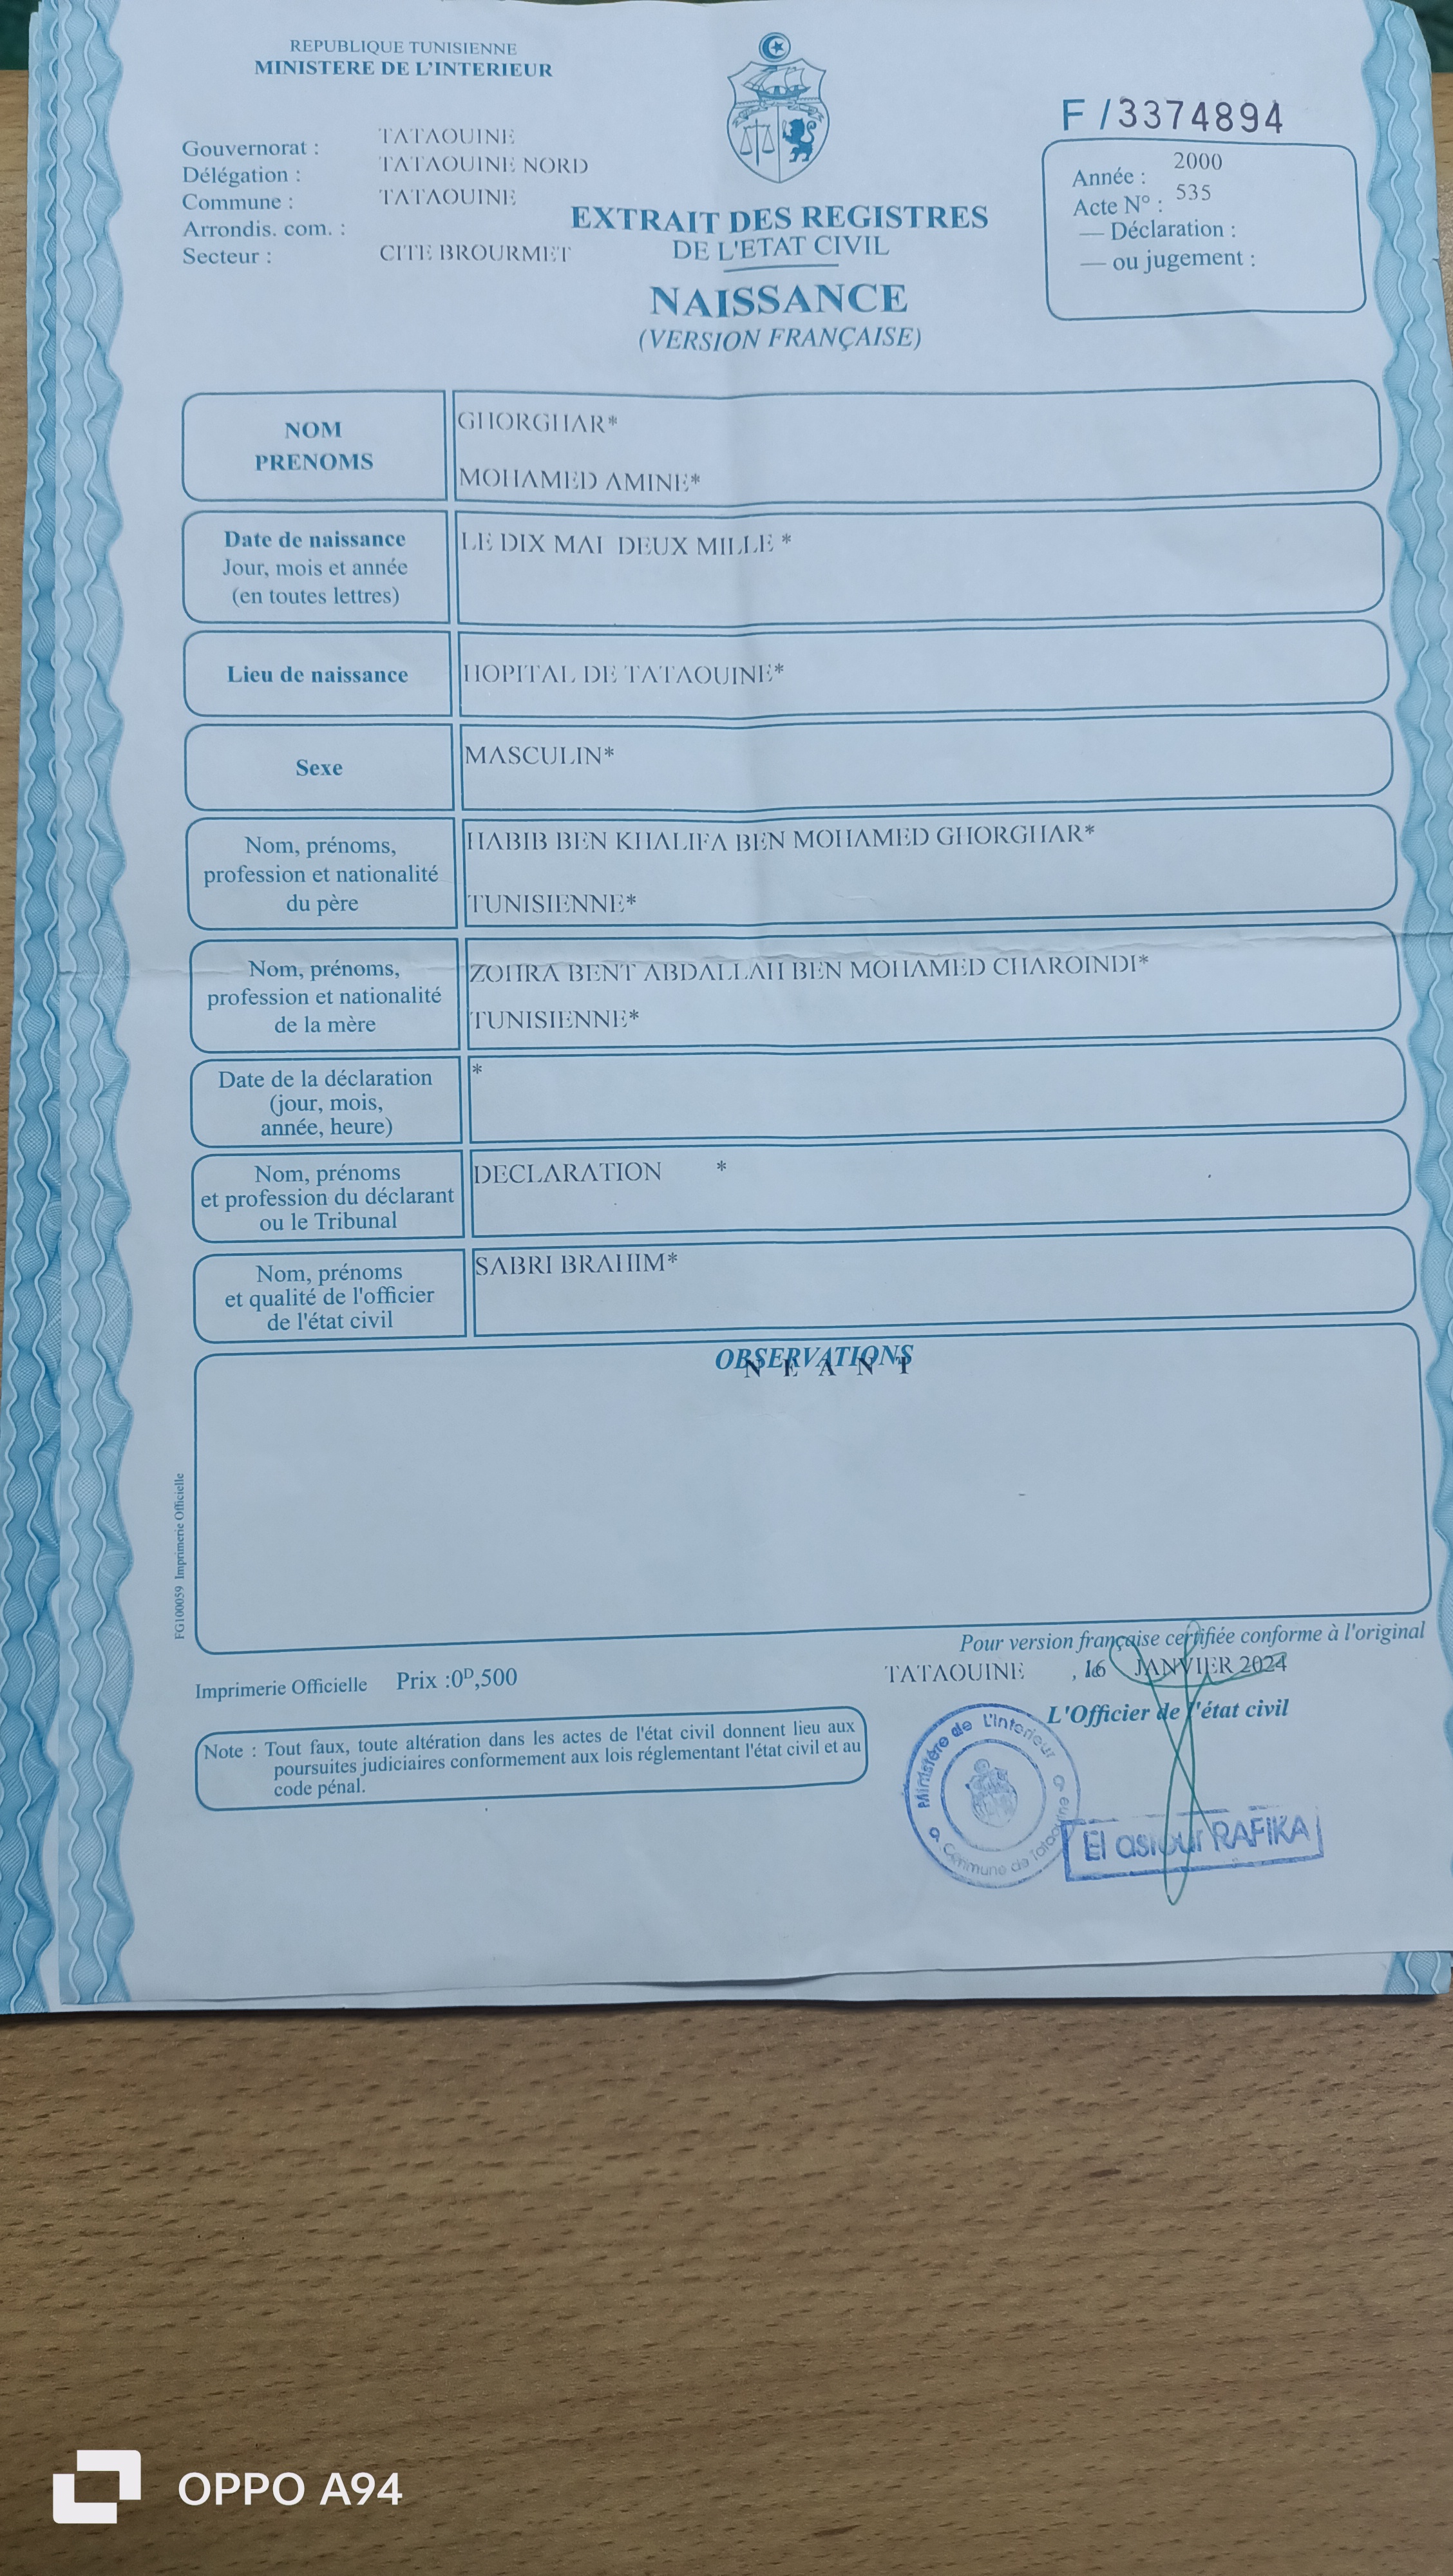 REPUBLIQUE TUNISIENNE
MINISTERE DE L'INTERIEUR
F / 3374894
Gouvernorat : TATAOUINE
Délégation : TATAOUINE NORD
Commune : TATAOUINE
Arrondis. com. :
Secteur : CITE BROURMET
EXTRAIT DES REGISTRES
DE L'ETAT CIVIL
NAISSANCE
(VERSION FRANÇAISE)
Année : 2000
Acte N° : 535
— Déclaration :
— ou jugement :
NOM
PRENOMS
GHORGHAR*
MOHAMED AMINE*
Date de naissance
Jour, mois et année
(en toutes lettres)
LE DIX MAI DEUX MILLE *
Lieu de naissance
HOPITAL DE TATAOUINE*
Sexe
MASCULIN*
Nom, prénoms,
profession et nationalité
du père
HABIB BEN KHALIFA BEN MOHAMED GHORGHAR*
TUNISIENNE*
Nom, prénoms,
profession et nationalité
de la mère
ZOHRA BENT ABDALLAH BEN MOHAMED CHAROINDI*
TUNISIENNE*
Date de la déclaration
(jour, mois,
année, heure)
*
Nom, prénoms
et profession du déclarant
ou le Tribunal
DECLARATION *
Nom, prénoms
et qualité de l'officier
de l'état civil
SABRI BRAHIM*
OBSERVATIONS
N E A N T
FG100059 Imprimerie Officielle
Pour version française certifiée conforme à l'original
Imprimerie Officielle Prix :0D,500
TATAOUINE , le 16 JANVIER 2024
L'Officier de l'état civil
Note : Tout faux, toute altération dans les actes de l'état civil donnent lieu aux
poursuites judiciaires conformement aux lois réglementant l'état civil et au
code pénal.
Ministère de L'Interieur
Commune de Tataouine
El astour RAFIKA
OPPO A94